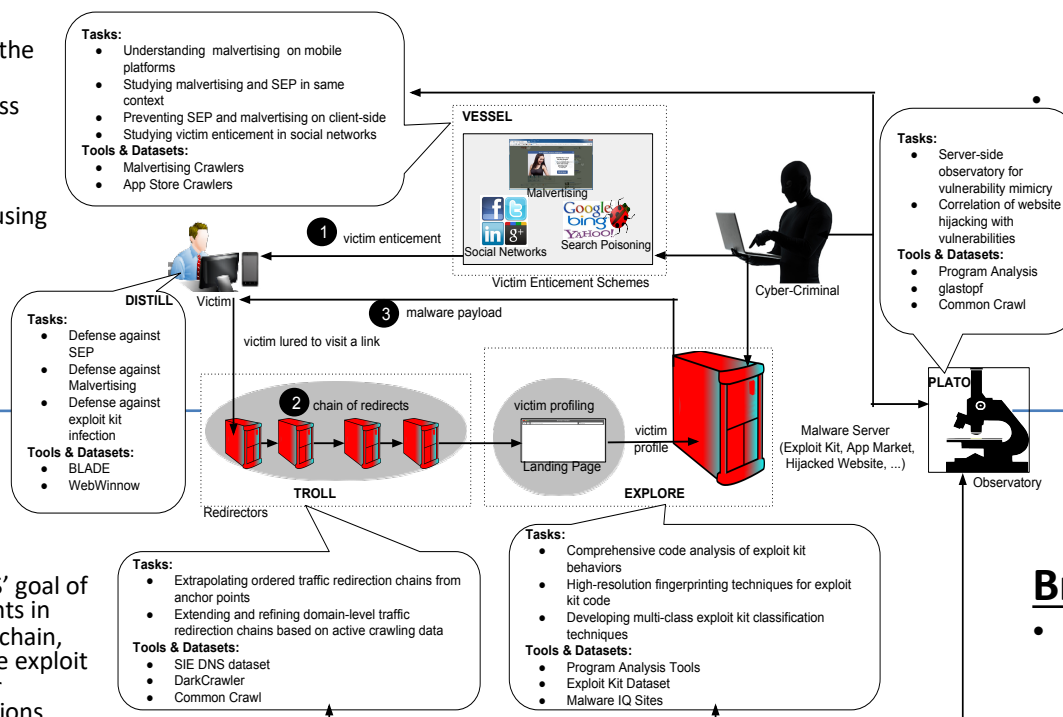 the
ss
using
Tasks:
● Understanding malvertising on mobile
platforms
● Studying malvertising and SEP in same
context
● Preventing SEP and malvertising on client-side
● Studying victim enticement in social networks
Tools & Datasets:
● Malvertising Crawlers
● App Store Crawlers
VESSEL
Malvertising
Social Networks
Google
bing
YAHOO!
Search Poisoning
Victim Enticement Schemes
1 victim enticement
Cyber-Criminal
•
Tasks:
● Server-side
observatory for
vulnerability mimicry
● Correlation of website
hijacking with
vulnerabilities
Tools & Datasets:
● Program Analysis
● glastopf
● Common Crawl
PLATO
Observatory
DISTILL
Victim
3 malware payload
victim lured to visit a link
Tasks:
● Defense against
SEP
● Defense against
Malvertising
● Defense against
exploit kit
infection
Tools & Datasets:
● BLADE
● WebWinnow
2 chain of redirects
TROLL
Redirectors
victim profiling
Landing Page
victim
profile
EXPLORE
Malware Server
(Exploit Kit, App Market,
Hijacked Website, ...)
Tasks:
● Extrapolating ordered traffic redirection chains from
anchor points
● Extending and refining domain-level traffic
redirection chains based on active crawling data
Tools & Datasets:
● SIE DNS dataset
● DarkCrawler
● Common Crawl
Tasks:
● Comprehensive code analysis of exploit kit
behaviors
● High-resolution fingerprinting techniques for exploit
kit code
● Developing multi-class exploit kit classification
techniques
Tools & Datasets:
● Program Analysis Tools
● Exploit Kit Dataset
● Malware IQ Sites
’ goal of
nts in
chain,
e exploit
ions
•